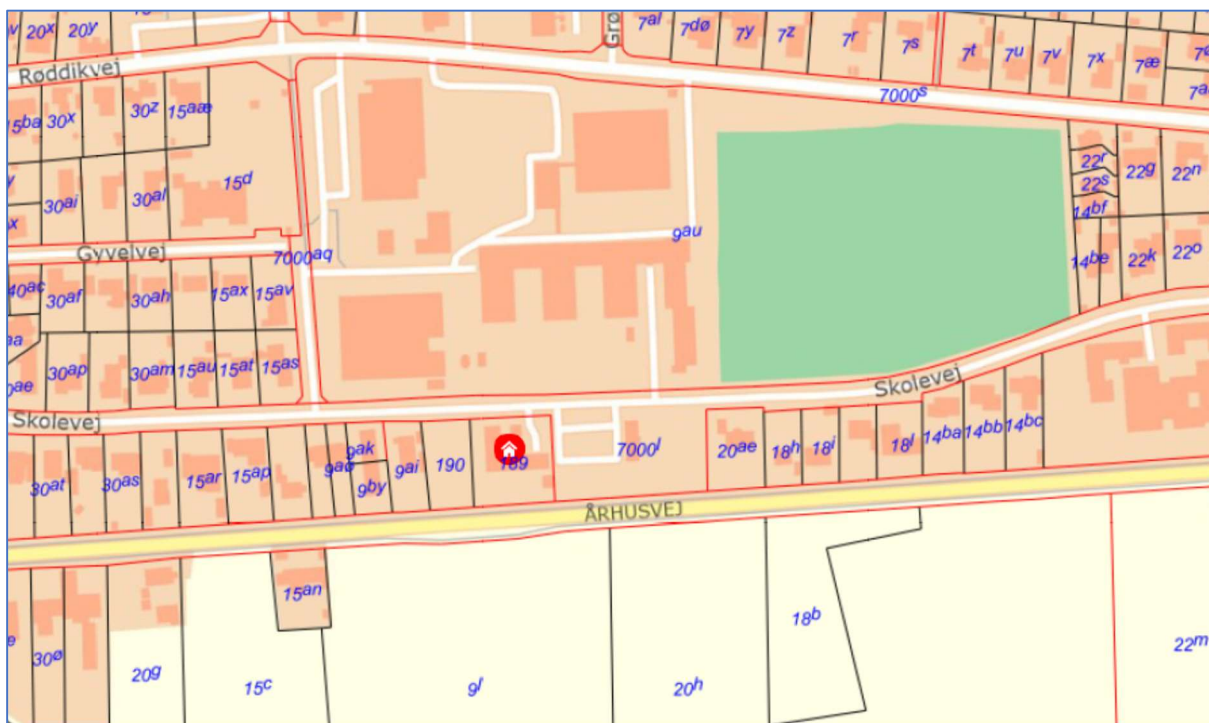 20x
20y
7al
7dø
7y
7z
7r
7s
7t
7u
7v
7x
7æ
Røddikvej
7000s
15ba
30x
30z
15aæ
22r
22g
22n
22s
14bf
30ai
30al
15d
9au
Gyvelvej
7000aq
14be
22k
22o
40ac
30af
30ah
15ax
15av
30ap
30am
15au
15at
15as
Skolevej
Skolevej
9ak
9ai
190
189
7000l
20ae
18h
18i
18l
14ba
14bb
14bc
30at
30as
15ar
15ap
9by
ÅRHUSVEJ
15an
18b
30ø
20g
15c
9f
20h
22m